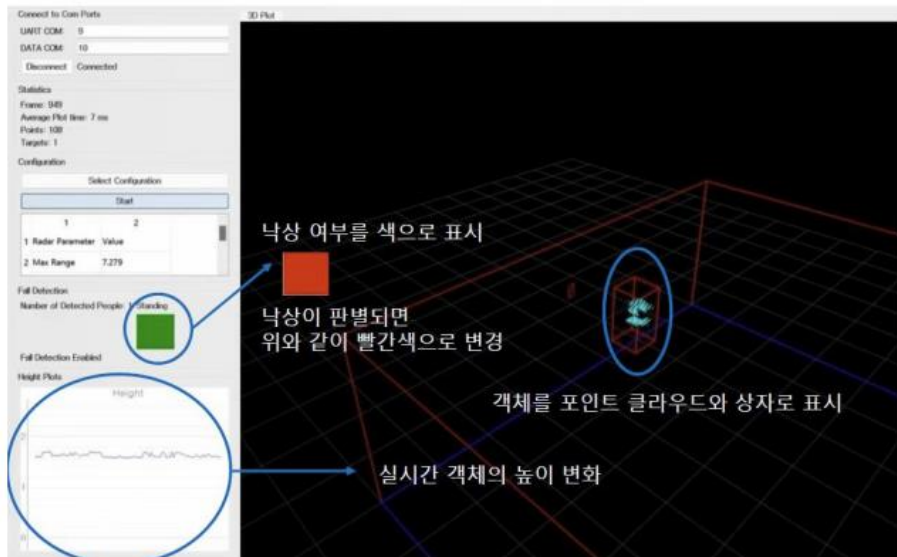 Connect to Com Ports
UART COM: 9
DATA COM: 10
Disconnect Connected
Statistics
Frame: 949
Average Plot time: 7 ms
Points: 108
Targets: 1
Configuration
Select Configuration
Start
1 2
1 Radar Parameter Value
2 Max Range 7.279
Fall Detection
Number of Detected People: 1 Standing
Fall Detection Enabled
Height Plots
Height
2
1
0
3D Plot
낙상 여부를 색으로 표시
낙상이 판별되면
위와 같이 빨간색으로 변경
객체를 포인트 클라우드와 상자로 표시
실시간 객체의 높이 변화